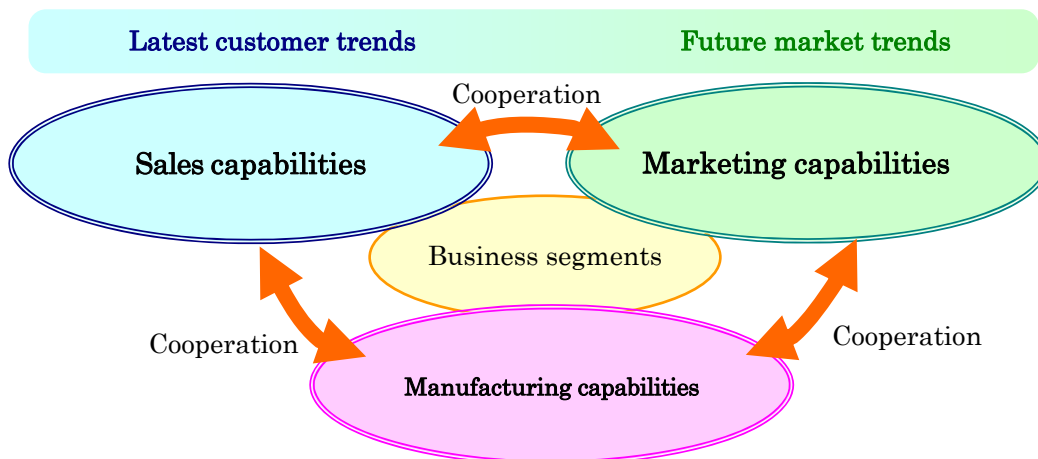 Latest customer trends
Future market trends
Cooperation
Sales capabilities
Marketing capabilities
Business segments
Cooperation
Cooperation
Manufacturing capabilities